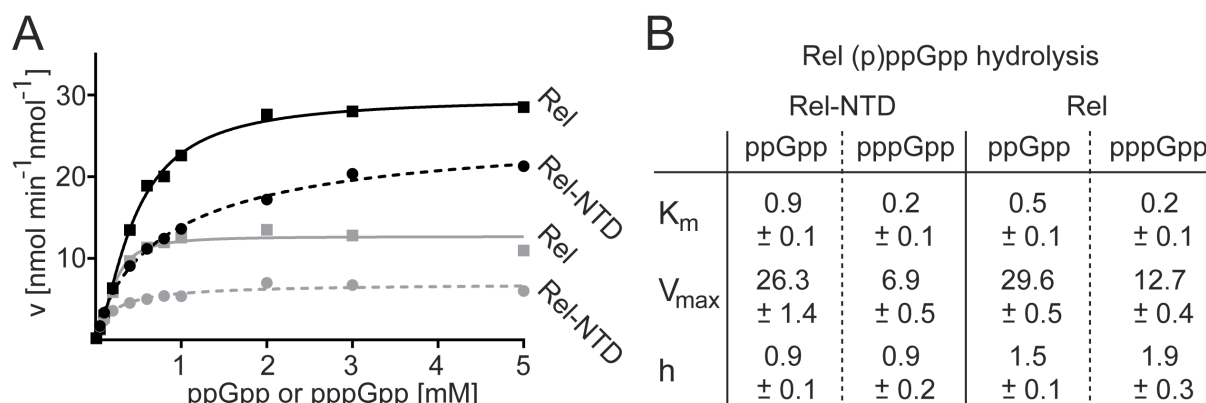 A
v [nmol min⁻¹nmol⁻¹]
30
20
10
1
2
3
4
5
ppGpp or pppGpp [mM]
Rel
Rel-NTD
Rel
Rel-NTD
B
Rel (p)ppGpp hydrolysis
Rel-NTD Rel
ppGpp pppGpp ppGpp pppGpp
Kₘ 0.9 0.2 0.5 0.2
± 0.1 ± 0.1 ± 0.1 ± 0.1
Vₘₐₓ 26.3 6.9 29.6 12.7
± 1.4 ± 0.5 ± 0.5 ± 0.4
h 0.9 0.9 1.5 1.9
± 0.1 ± 0.2 ± 0.1 ± 0.3